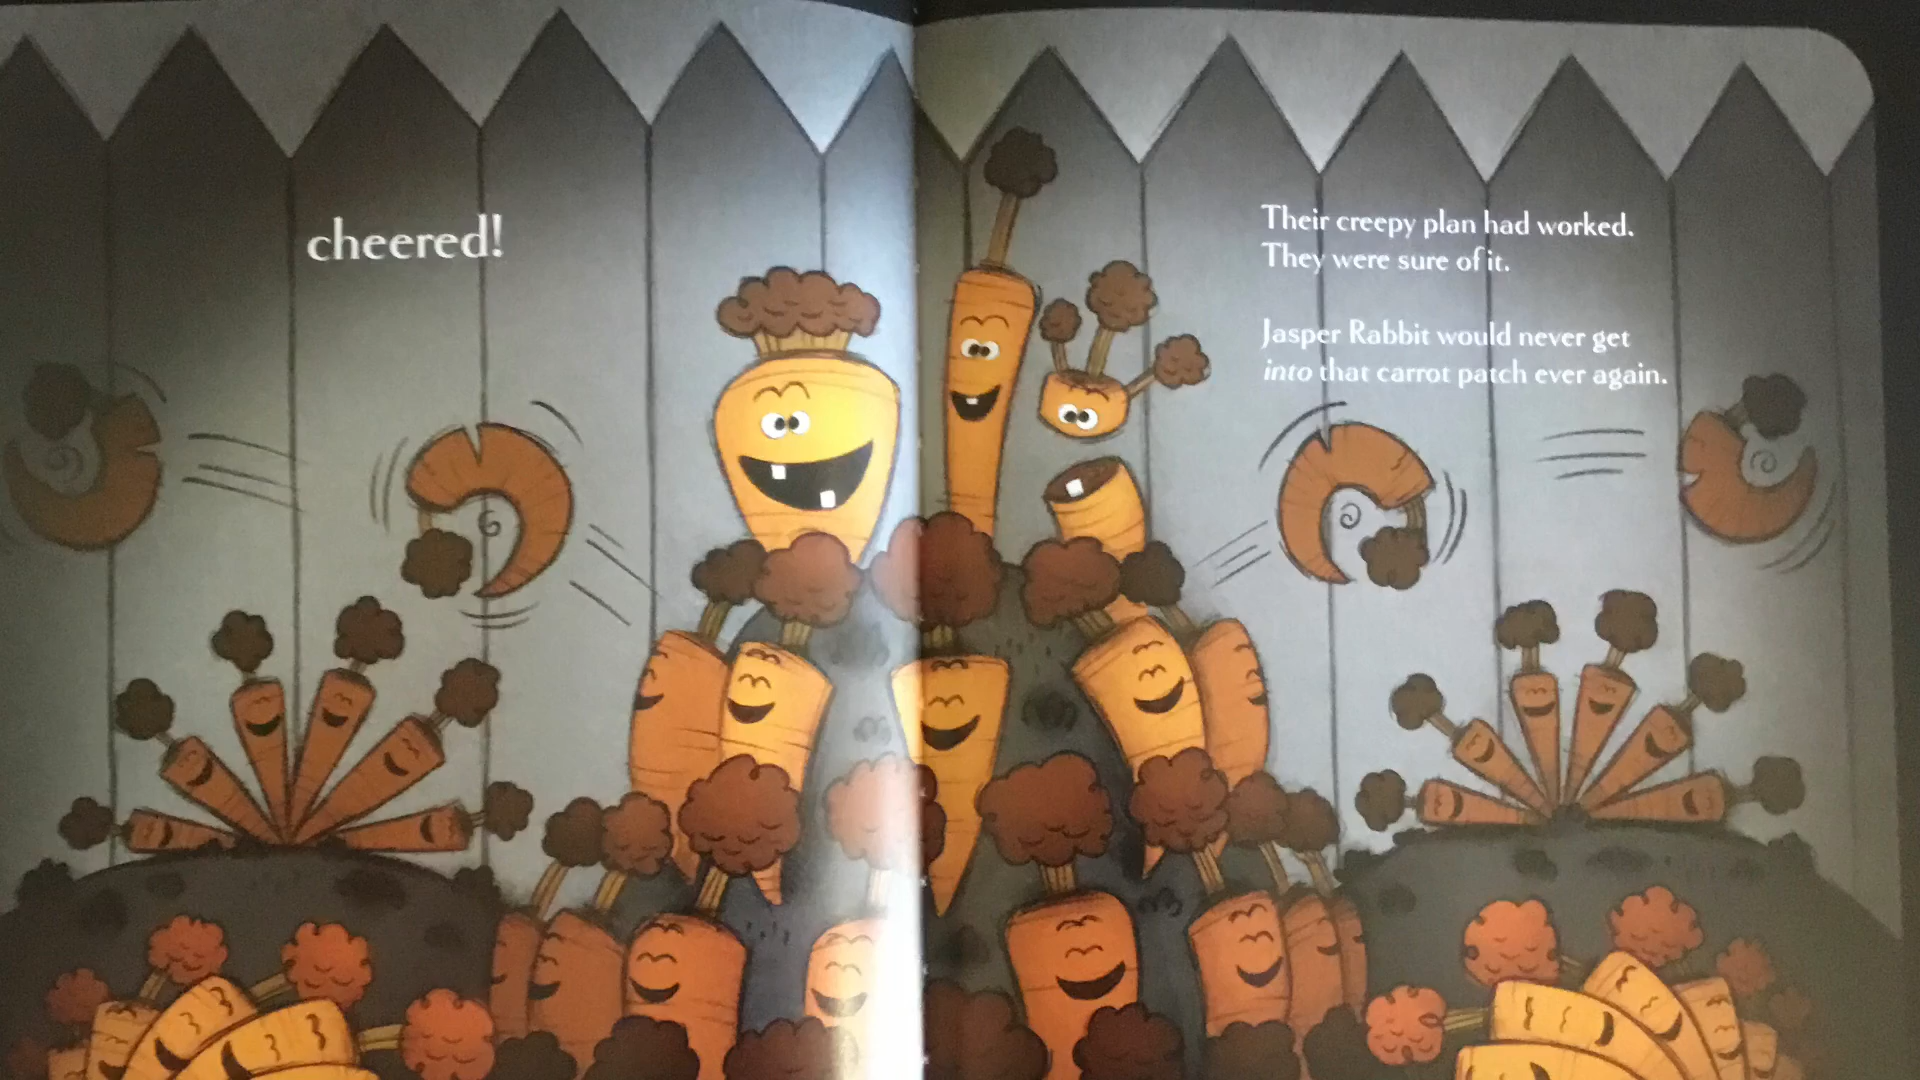 cheered!
Their creepy plan had worked.
They were sure of it.
Jasper Rabbit would never get
into that carrot patch ever again.